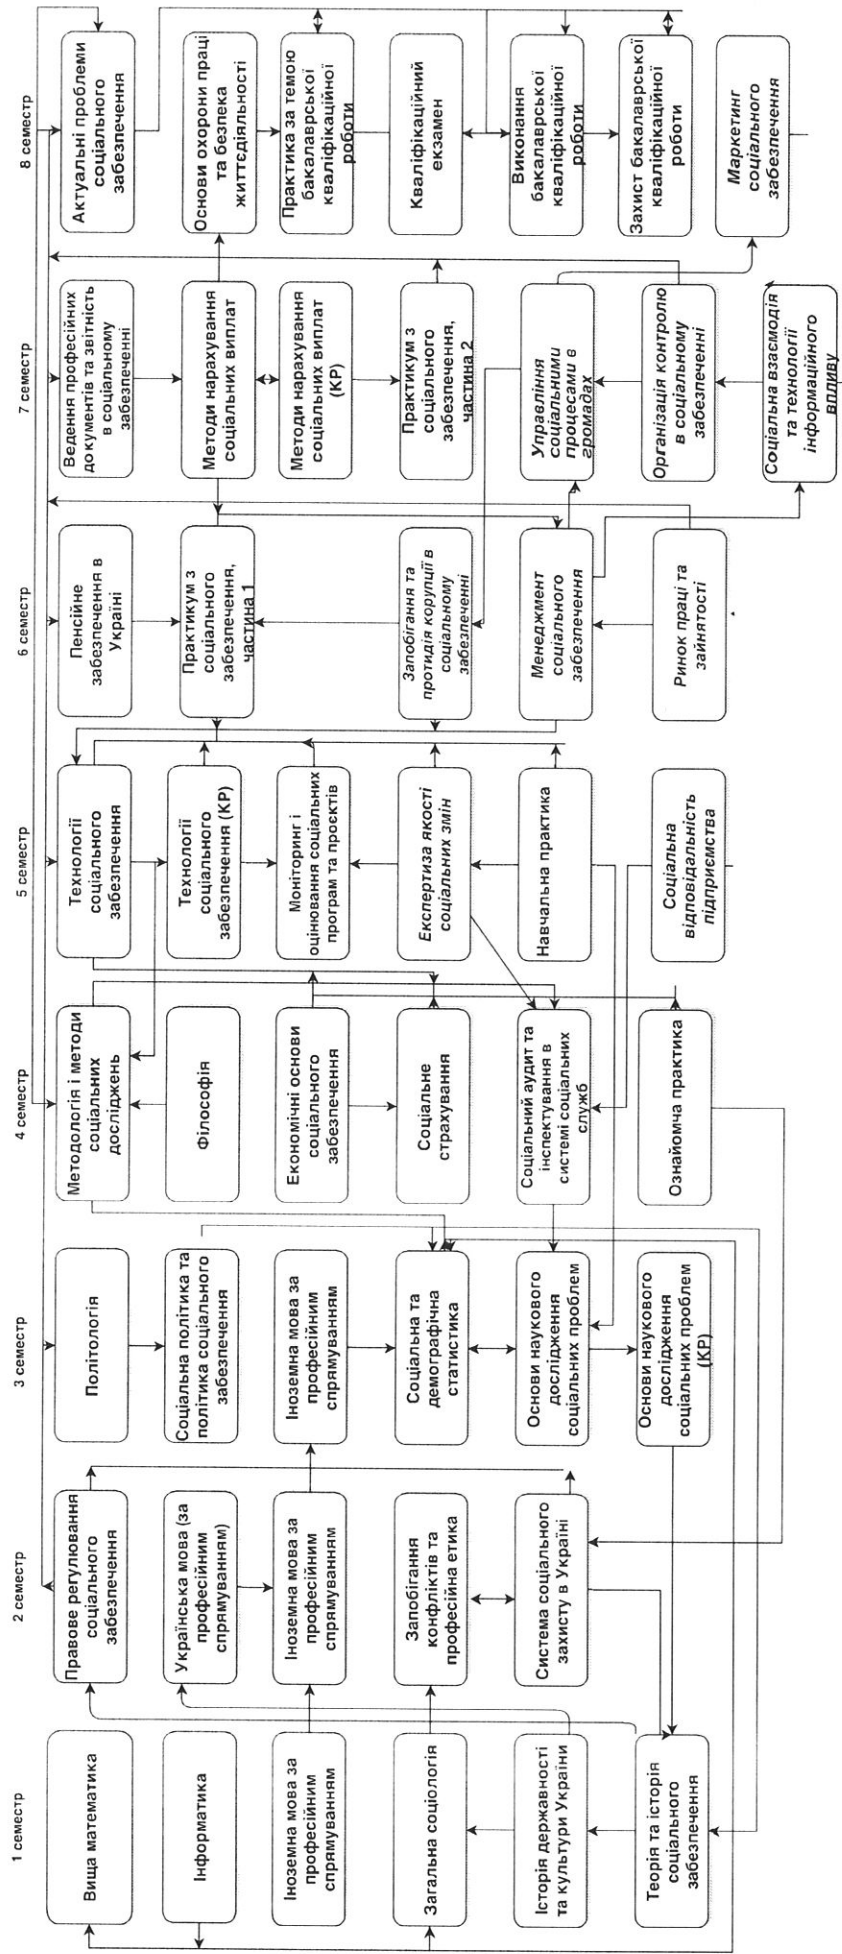 1 семестр
Вища математика
Інформатика
Іноземна мова за
професійним
спрямуванням
Загальна соціологія
Історія державності
та культури України
Теорія та історія
соціального
забезпечення
2 семестр
Правове регулювання
соціального
забезпечення
Українська мова (за
професійним
спрямуванням)
Іноземна мова за
професійним
спрямуванням
Запобігання
конфліктів та
професійна етика
Система соціального
захисту в Україні
3 семестр
Політологія
Соціальна політика та
політика соціального
забезпечення
Іноземна мова за
професійним
спрямуванням
Соціальна та
демографічна
статистика
Основи наукового
дослідження
соціальних проблем
Основи наукового
дослідження
соціальних проблем
(КР)
4 семестр
Методологія і методи
соціальних
досліджень
Філософія
Економічні основи
соціального
забезпечення
Соціальне
страхування
Соціальний аудит та
інспектування в
системі соціальних
служб
Ознайомча практика
5 семестр
Технології
соціального
забезпечення
Технології
соціального
забезпечення (КР)
Моніторинг і
оцінювання соціальних
програм та проєктів
Експертиза якості
соціальних змін
Навчальна практика
Соціальна
відповідальність
підприємства
6 семестр
Пенсійне
забезпечення в
Україні
Практикум з
соціального
забезпечення,
частина 1
Запобігання та
протидія корупції в
соціальному
забезпеченні
Менеджмент
соціального
забезпечення
Ринок праці та
зайнятості
7 семестр
Ведення професійних
документів та звітність
в соціальному
забезпеченні
Методи нарахування
соціальних виплат
Методи нарахування
соціальних виплат
(КР)
Практикум з
соціального
забезпечення,
частина 2
Управління
соціальними
процесами в
громадах
Організація контролю
в соціальному
забезпеченні
Соціальна взаємодія
та технології
інформаційного
впливу
8 семестр
Актуальні проблеми
соціального
забезпечення
Основи охорони праці
та безпека
життєдіяльності
Практика за темою
бакалаврської
кваліфікаційної
роботи
Кваліфікаційний
екзамен
Виконання
бакалаврської
кваліфікаційної
роботи
Захист бакалаврської
кваліфікаційної
роботи
Маркетинг
соціального
забезпечення